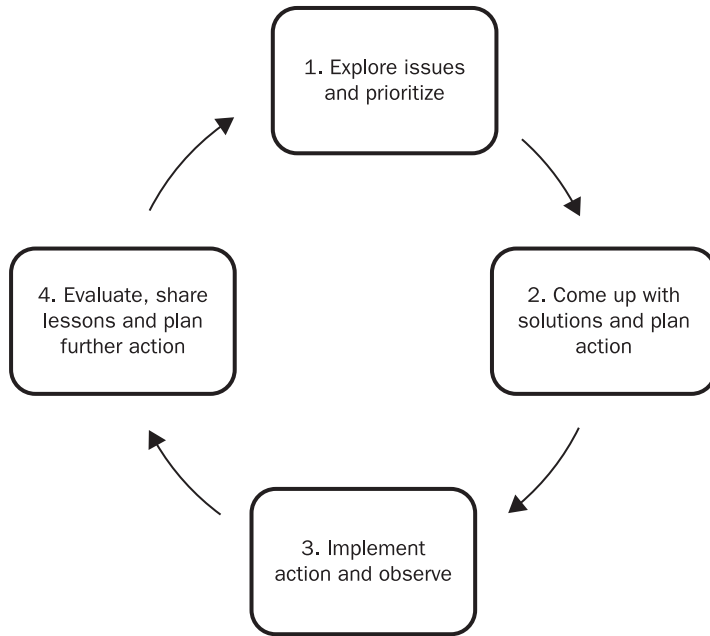 1. Explore issues
and prioritize
2. Come up with
solutions and plan
action
3. Implement
action and observe
4. Evaluate, share
lessons and plan
further action